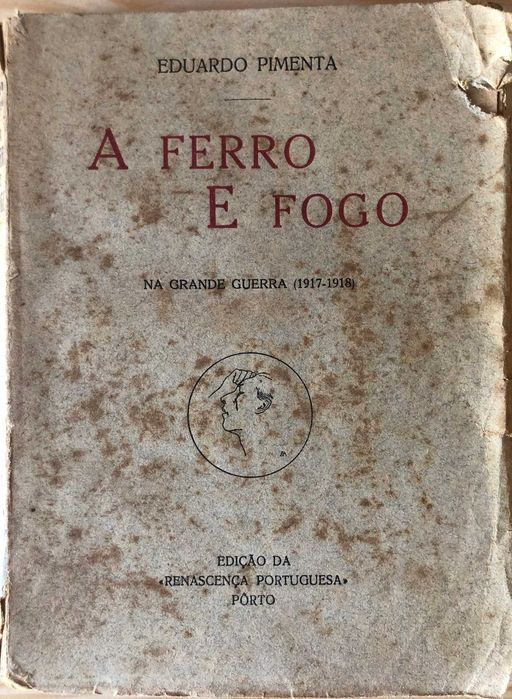 EDUARDO PIMENTA
A FERRO
E FOGO
NA GRANDE GUERRA (1917-1918)
EDIÇÃO DA
«RENASCENÇA PORTUGUESA»
PÔRTO